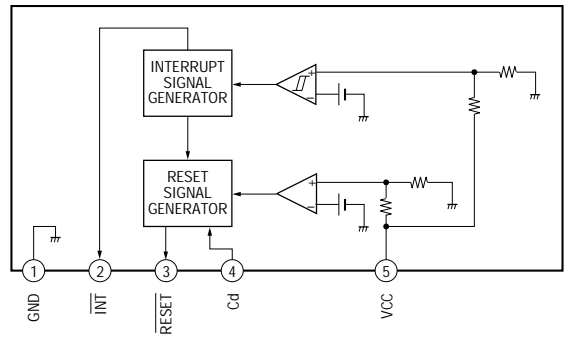 INTERRUPT
SIGNAL
GENERATOR
+
−
RESET
SIGNAL
GENERATOR
+
−
1
2
3
4
5
GND
INT
RESET
Cd
VCC